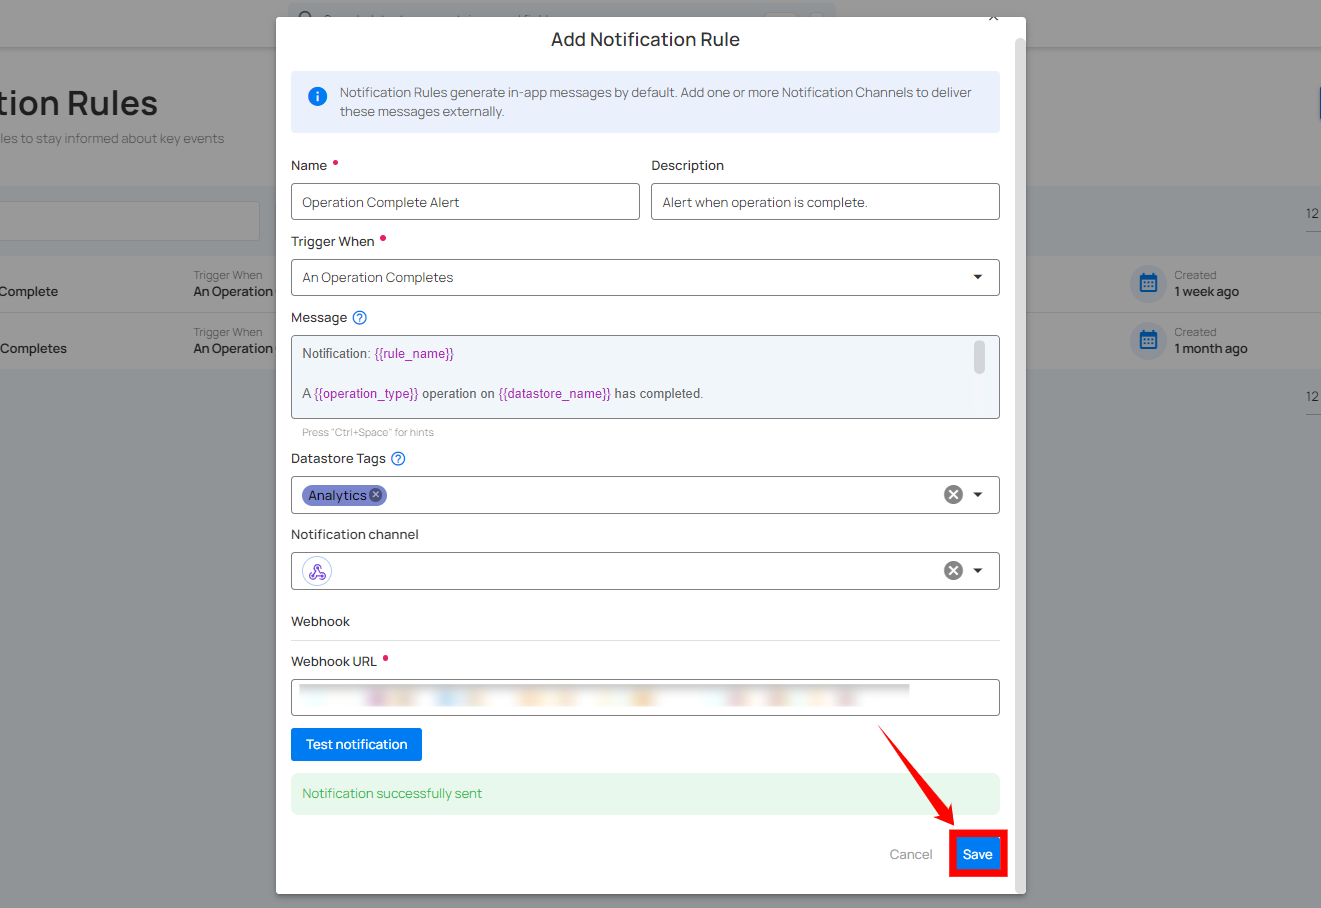 Add Notification Rule
Notification Rules generate in-app messages by default. Add one or more Notification Channels to deliver
these messages externally.
tion Rules
les to stay informed about key events
Name *
Description
Operation Complete Alert
Alert when operation is complete.
12
Trigger When *
An Operation Completes
Complete
Trigger When
An Operation
Created
1 week ago
Message
Completes
Trigger When
An Operation
Created
1 month ago
Notification: {{rule_name}}
A {{operation_type}} operation on {{datastore_name}} has completed.
12
Press "Ctrl+Space" for hints
Datastore Tags
Analytics
Notification channel
Webhook
Webhook URL *
Test notification
Notification successfully sent
Cancel
Save